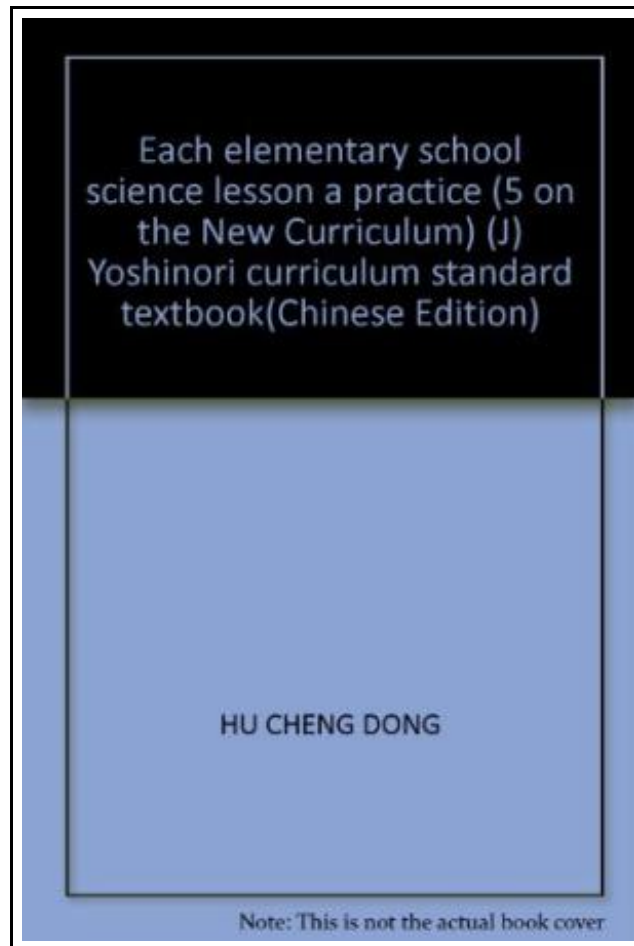 Each elementary school
science lesson a practice (5 on
the New Curriculum) (J)
Yoshinori curriculum standard
textbook(Chinese Edition)
HU CHENG DONG
Note: This is not the actual book cover